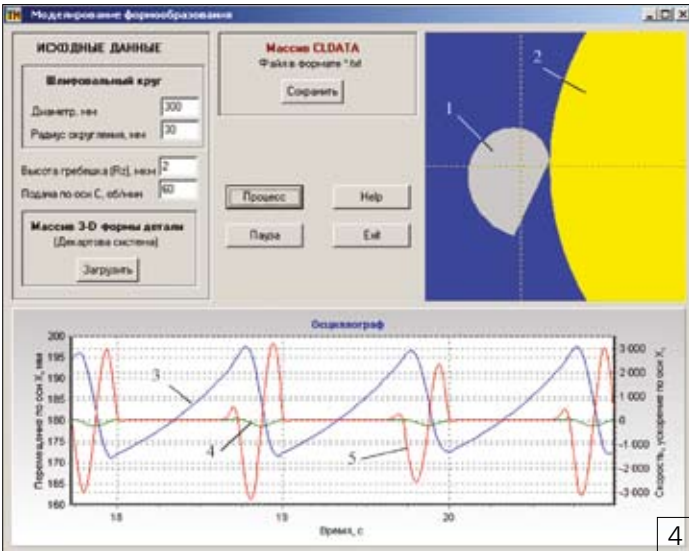 Моделирование формообразования
ИСХОДНЫЕ ДАННЫЕ
Шлифовальный круг
Диаметр, мм
300
Радиус округления, мм
30
Высота гребешка (Rz), мкм
2
Подача по оси С, об/мин
60
Массив 3-D формы детали
(Декартова система)
Загрузить
Массив CLDATA
Файл в формате *.txt
Сохранить
Процесс
Help
Пауза
Exit
1
2
Осциллограф
Перемещение по оси X, мм
200
195
190
185
180
175
170
165
160
3
4
5
3 000
2 000
1 000
0
-1 000
-2 000
-3 000
Скорость, ускорение по оси X,
18
19
20
Время, с
4